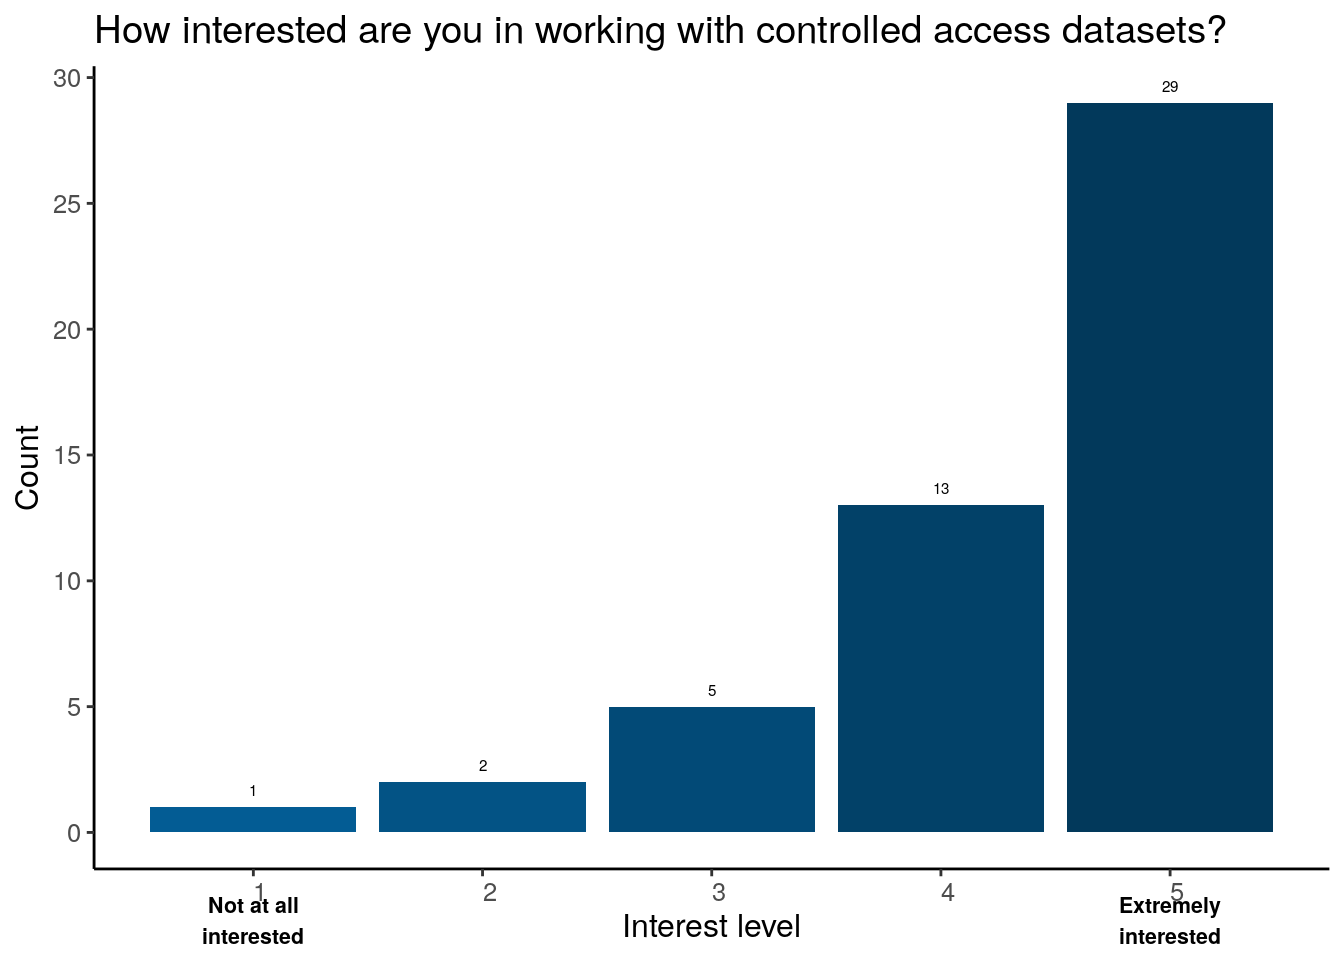 How interested are you in working with controlled access datasets?
30
25
20
15
10
5
0
Count
1
2
5
13
29
1 2 3 4 5
Not at all
interested
Interest level
Extremely
interested